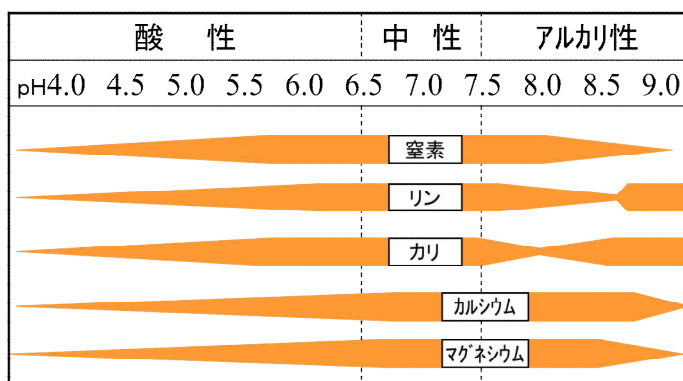 酸 性 中 性 アルカリ性
pH4.0 4.5 5.0 5.5 6.0 6.5 7.0 7.5 8.0 8.5 9.0
窒素
リン
カリ
カルシウム
マグネシウム